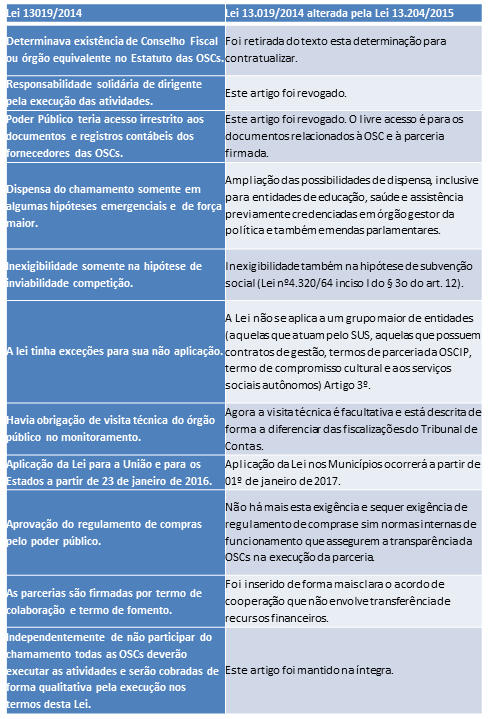 Lei 13019/2014
Lei 13.019/2014 alterada pela Lei 13.204/2015
Determinava existência de Conselho Fiscal
ou órgão equivalente no Estatuto das OSCs.
Foi retirada do texto esta determinação para
contratualizar.
Responsabilidade solidária de dirigente
pela execução das atividades.
Este artigo foi revogado.
Poder Público teria acesso irrestrito aos
documentos e registros contábeis dos
fornecedores das OSCs.
Este artigo foi revogado. O livre acesso é para os
documentos relacionados à OSC e à parceria
firmada.
Dispensa do chamamento somente em
algumas hipóteses emergenciais e de força
maior.
Ampliação das possibilidades de dispensa, inclusive
para entidades de educação, saúde e assistência
previamente credenciadas em órgão gestor da
política e também emendas parlamentares.
Inexigibilidade somente na hipótese de
inviabilidade competição.
Inexigibilidade também na hipótese de subvenção
social (Lei nº4.320/64 inciso I do § 3o do art. 12).
A lei tinha exceções para sua não aplicação.
A Lei não se aplica a um grupo maior de entidades
(aquelas que atuam pelo SUS, aquelas que possuem
contratos de gestão, termos de parceria da OSCIP,
termo de compromisso cultural e aos serviços
sociais autônomos) Artigo 3º.
Havia obrigação de visita técnica do órgão
público no monitoramento.
Agora a visita técnica é facultativa e está descrita de
forma a diferenciar das fiscalizações do Tribunal de
Contas.
Aplicação da Lei para a União e para os
Estados a partir de 23 de janeiro de 2016.
Aplicação da Lei nos Municípios ocorrerá a partir de
01º de janeiro de 2017.
Aprovação do regulamento de compras
pelo poder público.
Não há mais esta exigência e sequer exigência de
regulamento de compras e sim normas internas de
funcionamento que assegurem a transparência da
OSCs na execução da parceria.
As parcerias são firmadas por termo de
colaboração e termo de fomento.
Foi inserido de forma mais clara o acordo de
cooperação que não envolve transferência de
recursos financeiros.
Independentemente de não participar do
chamamento todas as OSCs deverão
executar as atividades e serão cobradas de
forma qualitativa pela execução nos
termos desta Lei.
Este artigo foi mantido na íntegra.